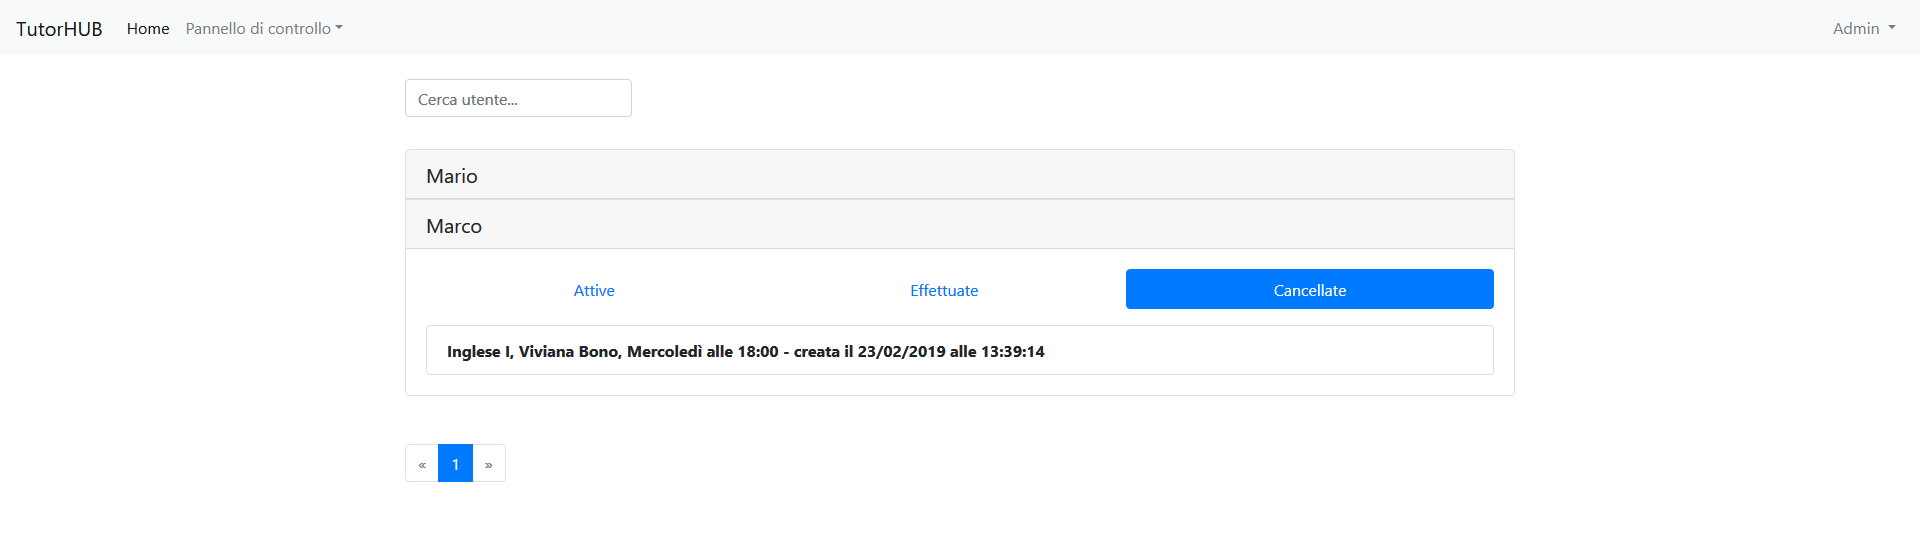 TutorHUB Home Pannello di controllo Admin
Cerca utente...
Mario
Marco
Attive Effettuate Cancellate
Inglese I, Viviana Bono, Mercoledì alle 18:00 - creata il 23/02/2019 alle 13:39:14
« 1 »